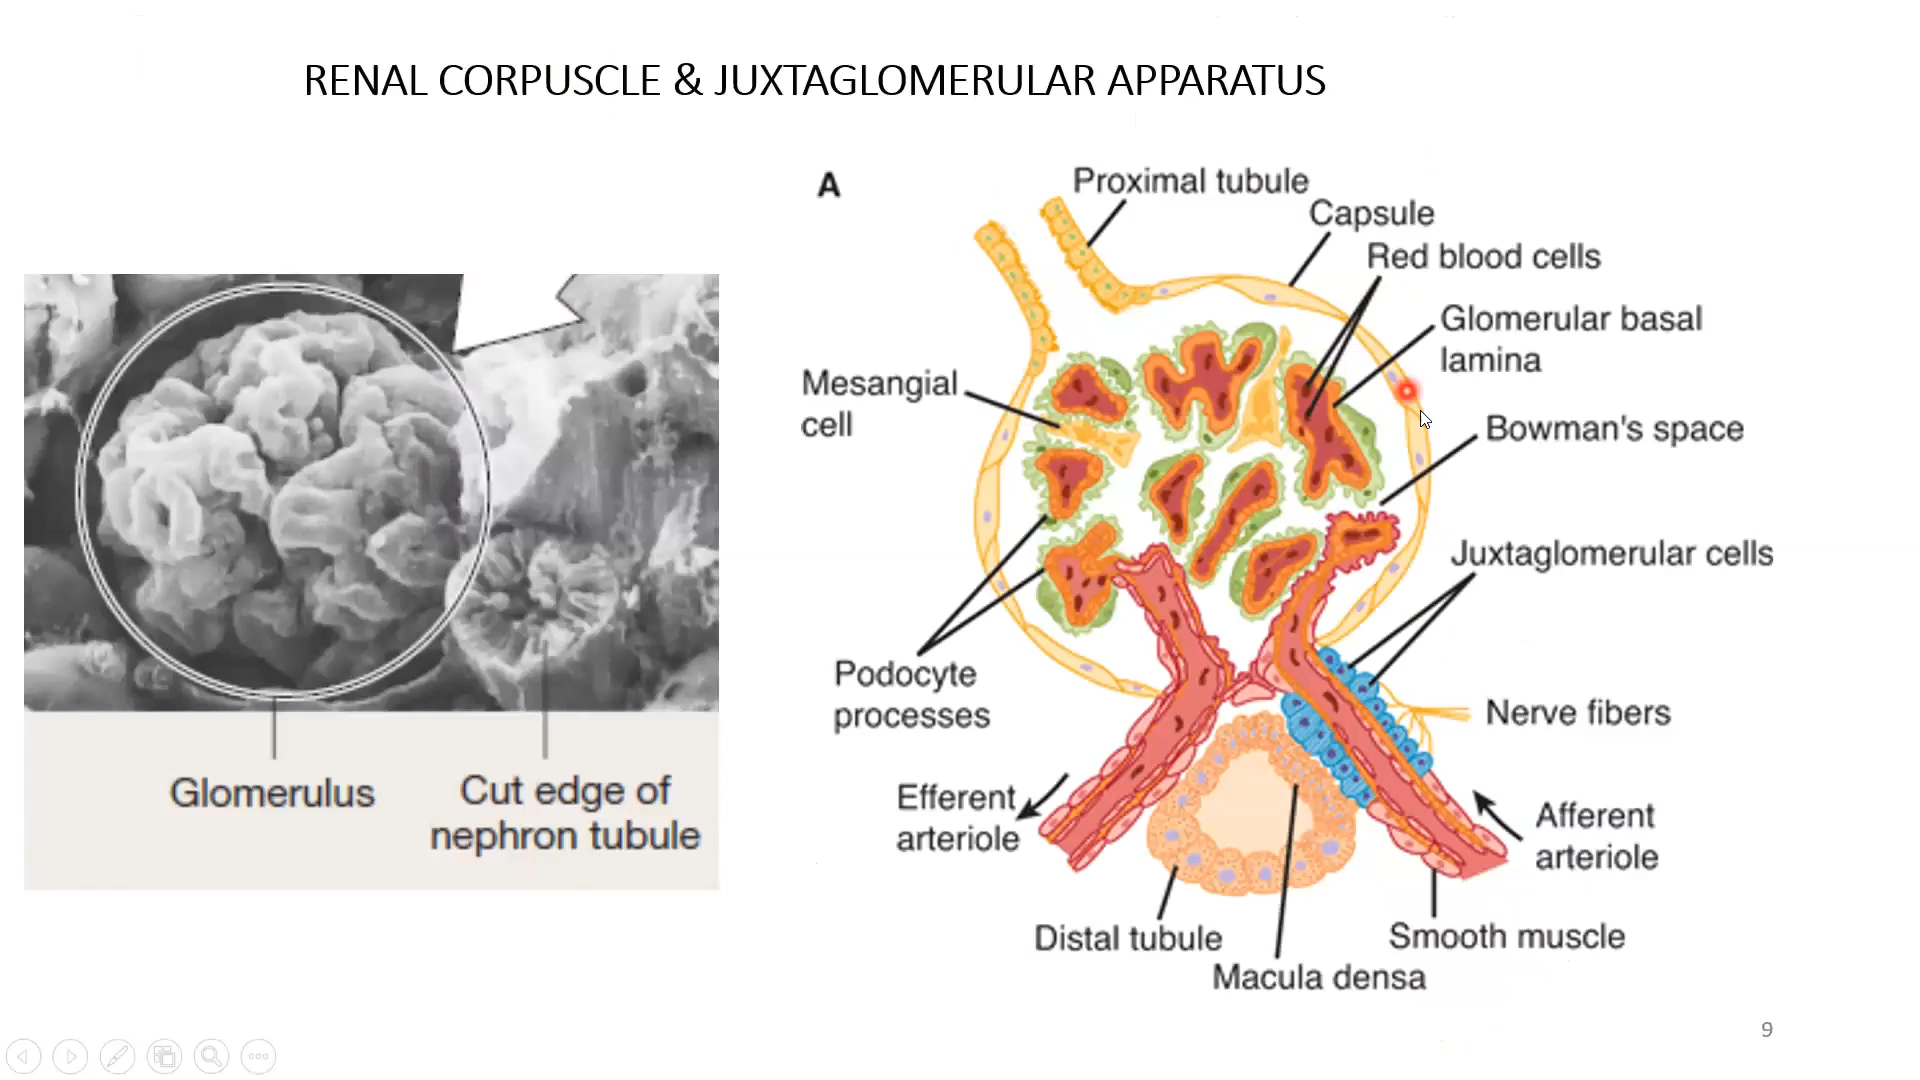 RENAL CORPUSCLE & JUXTAGLOMERULAR APPARATUS
A
Proximal tubule
Capsule
Red blood cells
Glomerular basal
lamina
Mesangial
cell
Bowman's space
Juxtaglomerular cells
Podocyte
processes
Nerve fibers
Efferent
arteriole
Afferent
arteriole
Distal tubule
Smooth muscle
Macula densa
Glomerulus
Cut edge of
nephron tubule
9